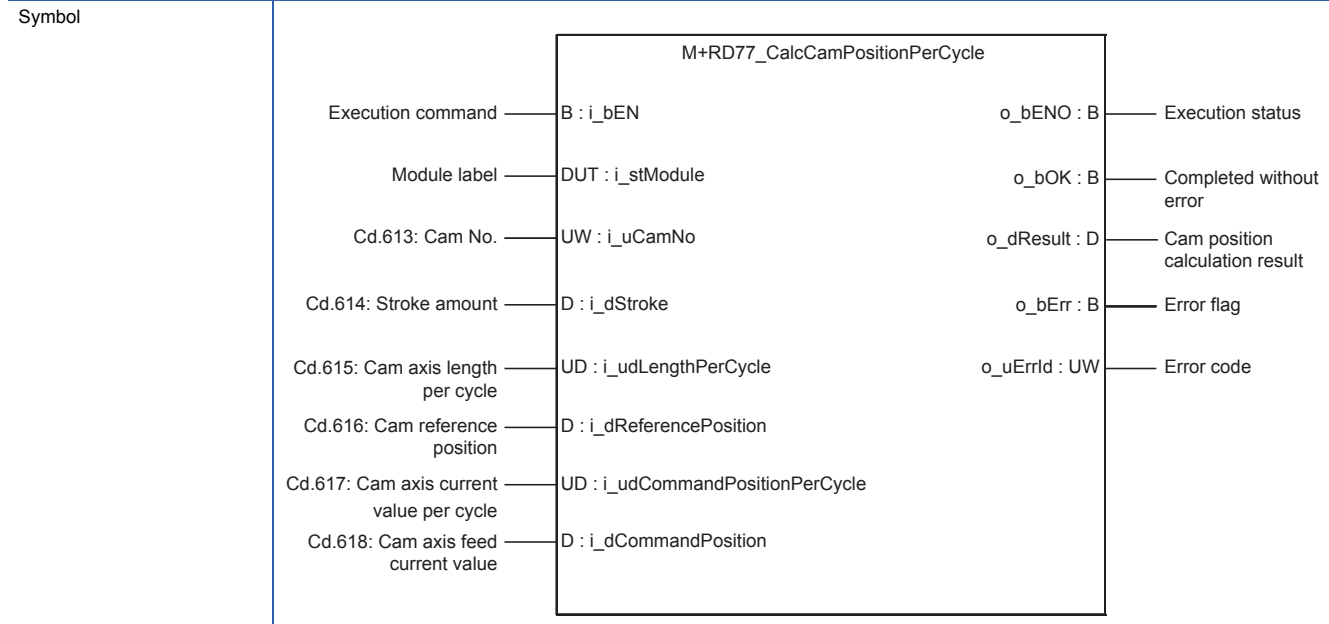 Symbol
M+RD77_CalcCamPositionPerCycle
Execution command
B : i_bEN
o_bENO : B
Execution status
Module label
DUT : i_stModule
o_bOK : B
Completed without
error
Cd.613: Cam No.
UW : i_uCamNo
o_dResult : D
Cam position
calculation result
Cd.614: Stroke amount
D : i_dStroke
o_bErr : B
Error flag
Cd.615: Cam axis length
per cycle
UD : i_udLengthPerCycle
o_uErrId : UW
Error code
Cd.616: Cam reference
position
D : i_dReferencePosition
Cd.617: Cam axis current
value per cycle
UD : i_udCommandPositionPerCycle
Cd.618: Cam axis feed
current value
D : i_dCommandPosition